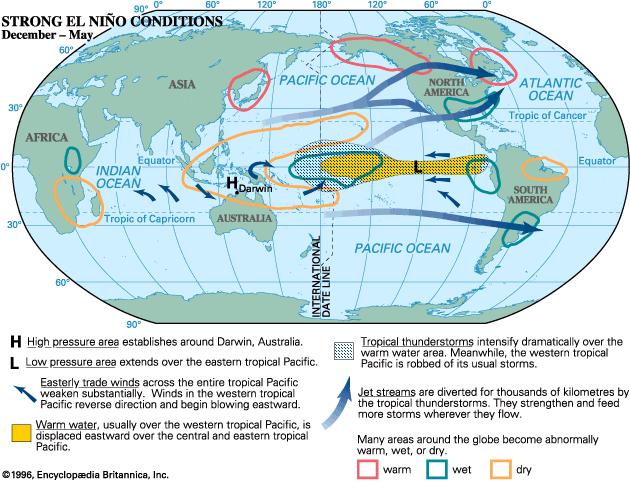 STRONG EL NIÑO CONDITIONS
December – May
90° 0° 60° 120° 180° 120° 60° 0° 90°
60° 60°
ASIA
PACIFIC OCEAN
NORTH
AMERICA
ATLANTIC
OCEAN
30° 30°
Tropic of Cancer
AFRICA
Equator
Equator
0° 0°
INDIAN
OCEAN
H
Darwin
L
SOUTH
AMERICA
Tropic of Capricorn
AUSTRALIA
30° 30°
PACIFIC OCEAN
INTERNATIONAL
DATE LINE
60° 60°
90° 90°
H High pressure area establishes around Darwin, Australia.
L Low pressure area extends over the eastern tropical Pacific.
Easterly trade winds across the entire tropical Pacific
weaken substantially. Winds in the western tropical
Pacific reverse direction and begin blowing eastward.
Warm water, usually over the western tropical Pacific, is
displaced eastward over the central and eastern tropical
Pacific.
©1996, Encyclopædia Britannica, Inc.
Tropical thunderstorms intensify dramatically over the
warm water area. Meanwhile, the western tropical
Pacific is robbed of its usual storms.
Jet streams are diverted for thousands of kilometres by
the tropical thunderstorms. They strengthen and feed
more storms wherever they flow.
Many areas around the globe become abnormally
warm, wet, or dry.
warm wet dry